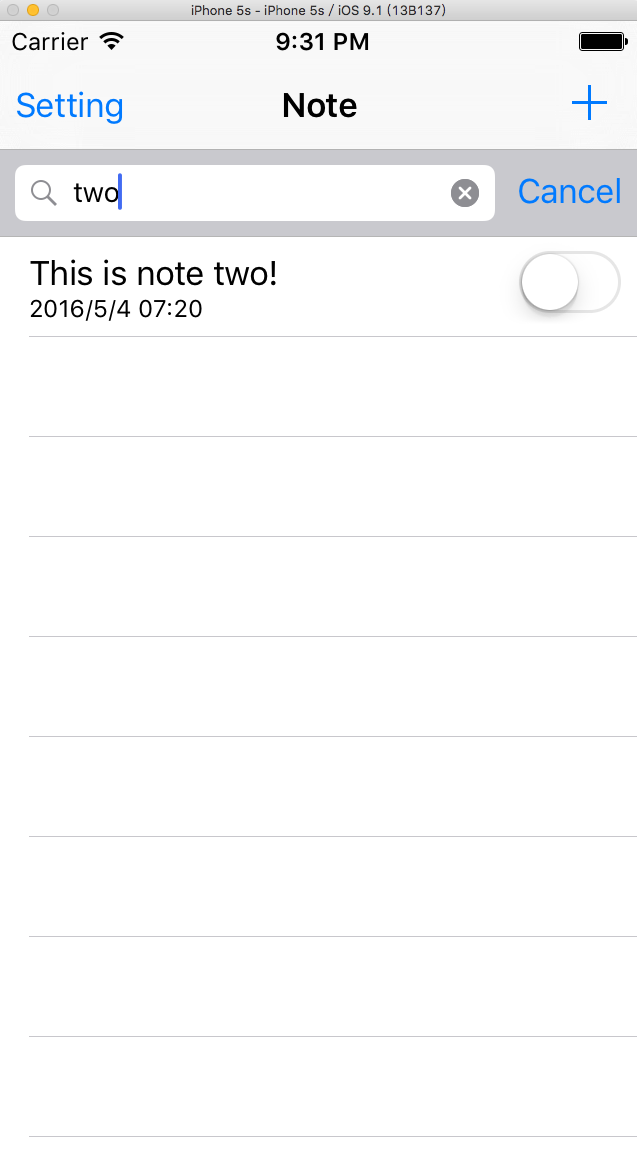 iPhone 5s - iPhone 5s / iOS 9.1 (13B137)
Carrier 9:31 PM
Setting Note
two Cancel
This is note two!
2016/5/4 07:20